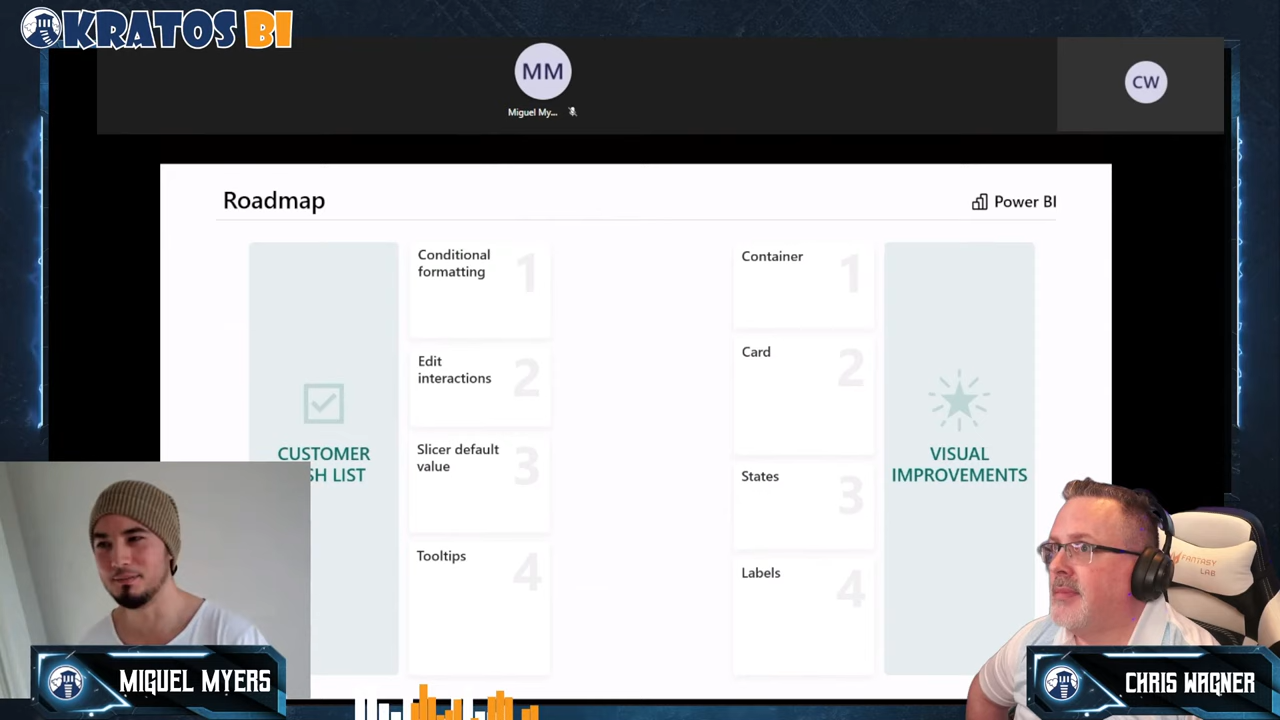 KRATOS BI
MM
Miguel My...
CW
Roadmap
Power BI
Conditional
formatting
1
Edit
interactions
2
Slicer default
value
3
Tooltips
4
CUSTOMER
SH LIST
Container
1
Card
2
States
3
Labels
4
VISUAL
IMPROVEMENTS
FANTASY
LAB
MIGUEL MYERS
CHRIS WAGNER